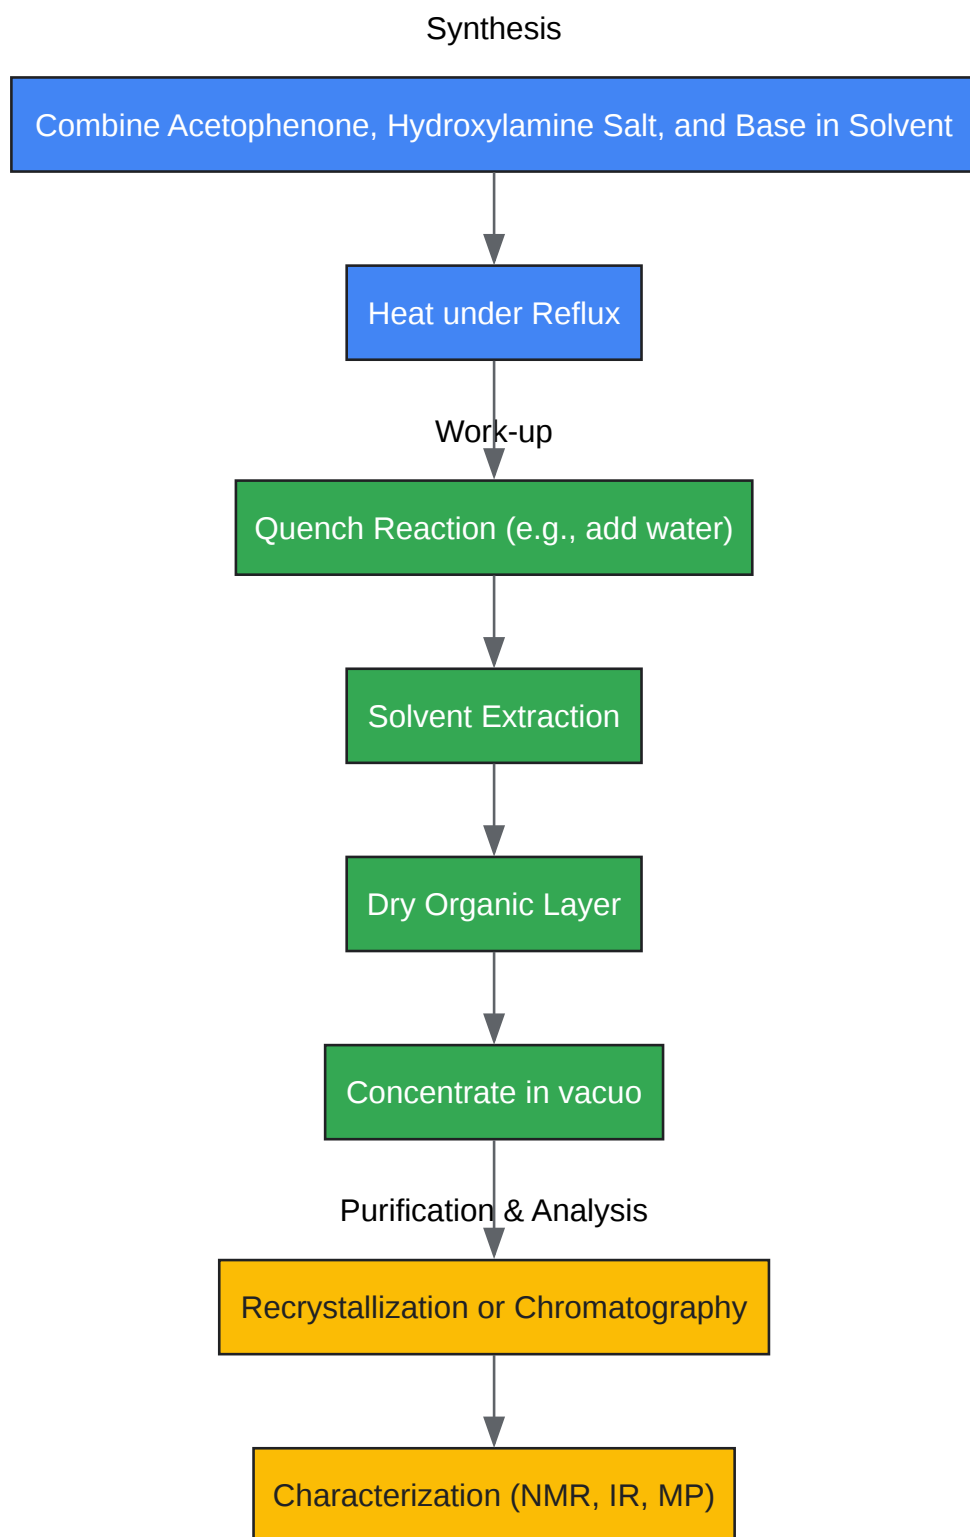 Synthesis
Combine Acetophenone, Hydroxylamine Salt, and Base in Solvent
Heat under Reflux
Work-up
Quench Reaction (e.g., add water)
Solvent Extraction
Dry Organic Layer
Concentrate in vacuo
Purification & Analysis
Recrystallization or Chromatography
Characterization (NMR, IR, MP)